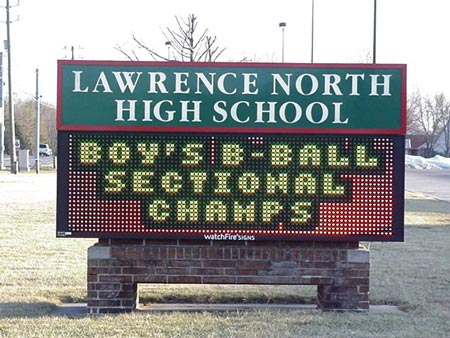 LAWRENCE NORTH
HIGH SCHOOL
BOY'S B-BALL
SECTIONAL
CHAMPS
watchFire SIGNS